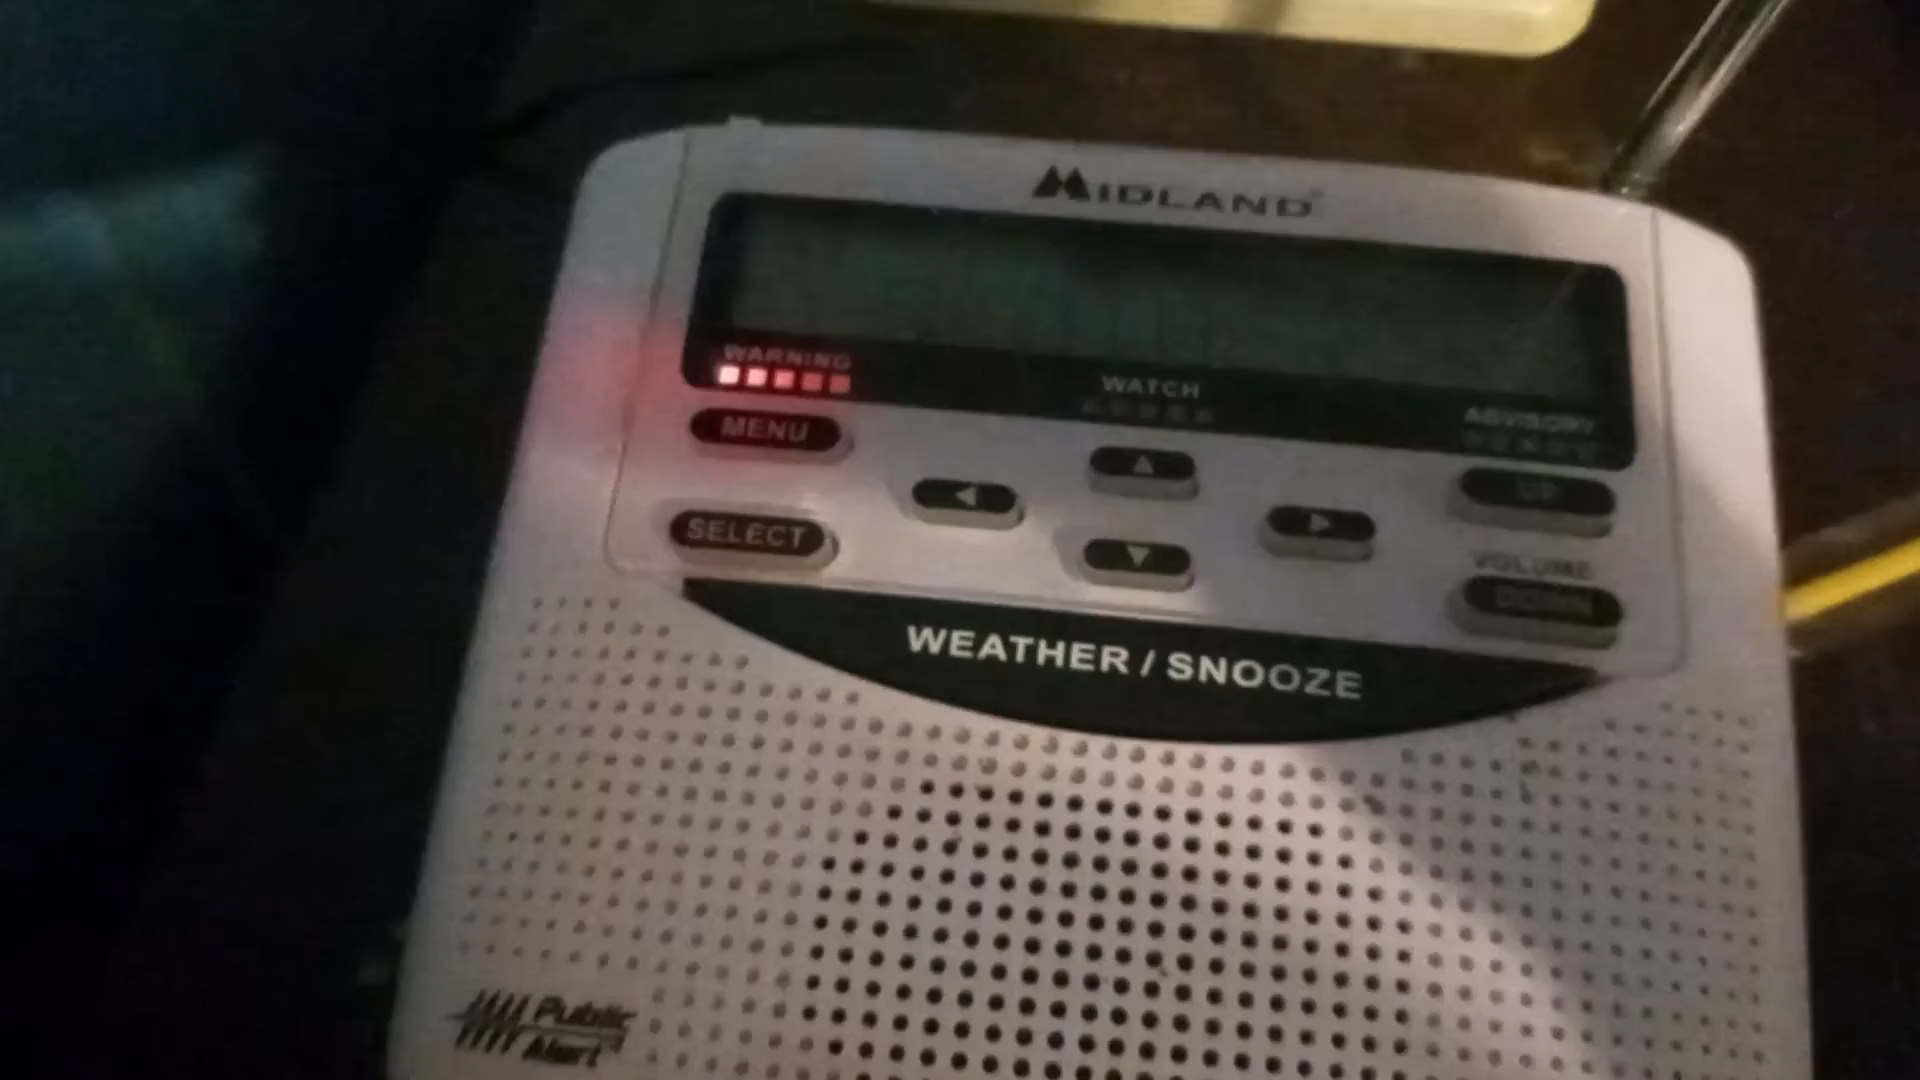 MIDLAND
WARNING
WATCH
ADVISORY
MENU
UP
SELECT
VOLUME
DOWN
WEATHER / SNOOZE
Public
Alert